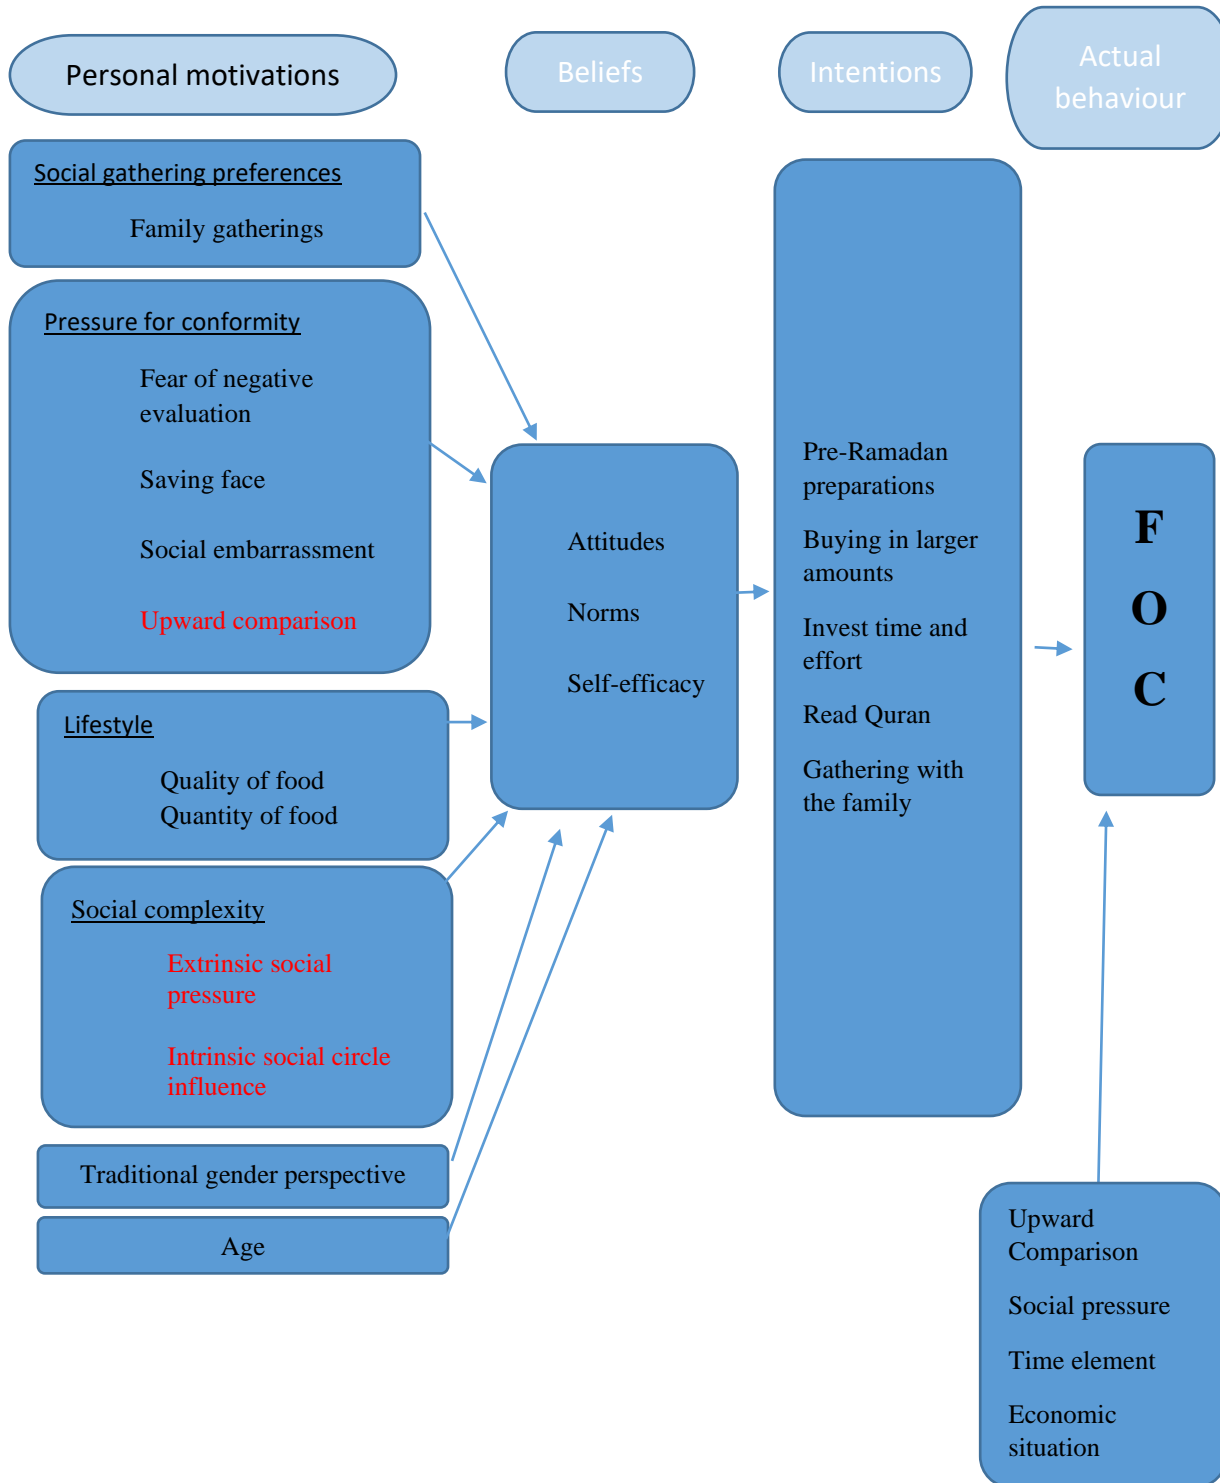 Personal motivations
Beliefs
Intentions
Actual
behaviour
Social gathering preferences
Family gatherings
Pressure for conformity
Fear of negative
evaluation
Saving face
Social embarrassment
Upward comparison
Lifestyle
Quality of food
Quantity of food
Social complexity
Extrinsic social
pressure
Intrinsic social circle
influence
Traditional gender perspective
Age
Attitudes
Norms
Self-efficacy
Pre-Ramadan
preparations
Buying in larger
amounts
Invest time and
effort
Read Quran
Gathering with
the family
F
O
C
Upward
Comparison
Social pressure
Time element
Economic
situation